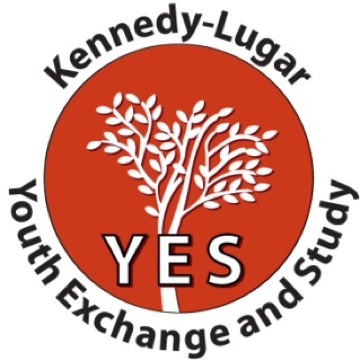 Kennedy-Lugar
YES
Youth Exchange and Study